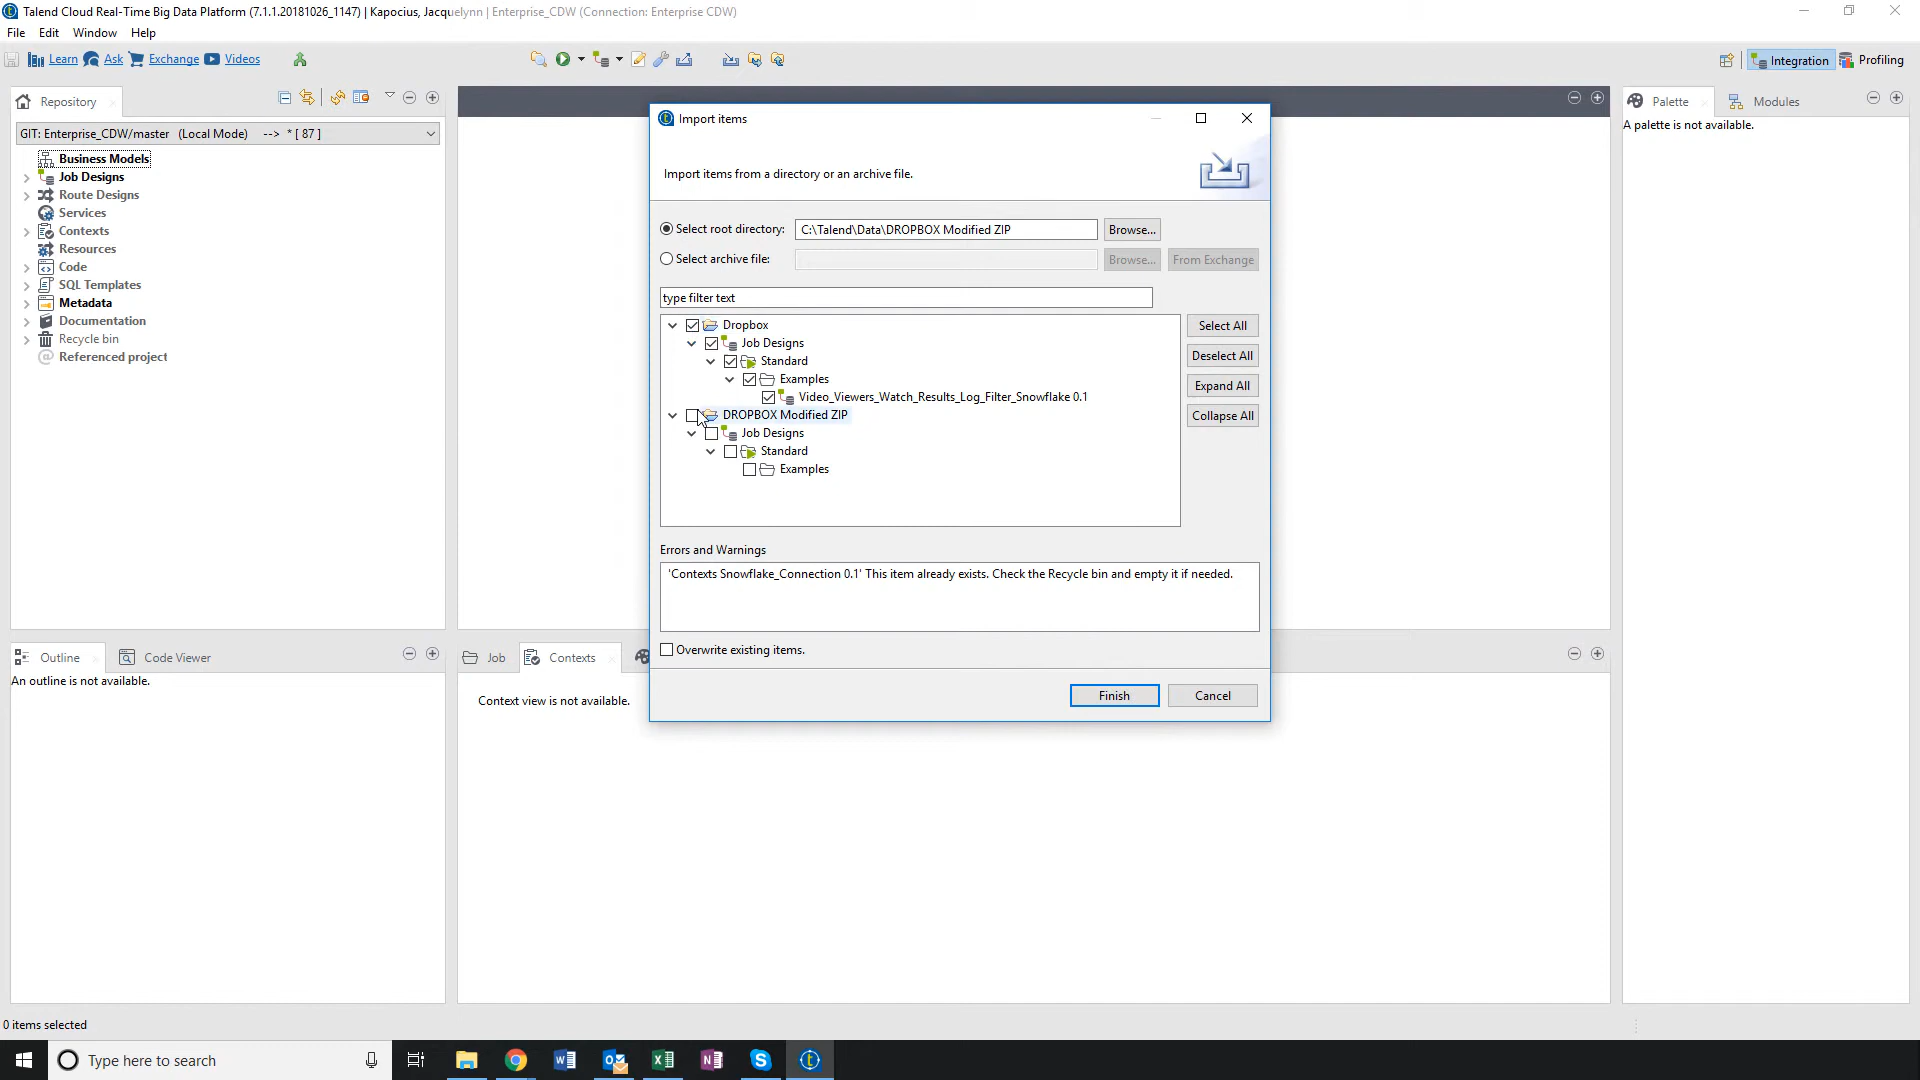 Talend Cloud Real-Time Big Data Platform (7.1.1.20181026_1147) | Kapocius, Jacquelynn | Enterprise_CDW (Connection: Enterprise CDW)
File Edit Window Help
Learn Ask Exchange Videos
Integration Profiling
Repository
GIT: Enterprise_CDW/master (Local Mode) --> * [ 87 ]
Business Models
Job Designs
Route Designs
Services
Contexts
Resources
Code
SQL Templates
Metadata
Documentation
Recycle bin
Referenced project
Import items
Import items from a directory or an archive file.
Select root directory: C:\Talend\Data\DROPBOX Modified ZIP Browse...
Select archive file: Browse... From Exchange
type filter text
Dropbox
Job Designs
Standard
Examples
Video_Viewers_Watch_Results_Log_Filter_Snowflake 0.1
DROPBOX Modified ZIP
Job Designs
Standard
Examples
Select All
Deselect All
Expand All
Collapse All
Errors and Warnings
'Contexts Snowflake_Connection 0.1' This item already exists. Check the Recycle bin and empty it if needed.
Overwrite existing items.
Finish Cancel
Palette Modules
A palette is not available.
Outline Code Viewer
An outline is not available.
Job Contexts
Context view is not available.
0 items selected
Type here to search